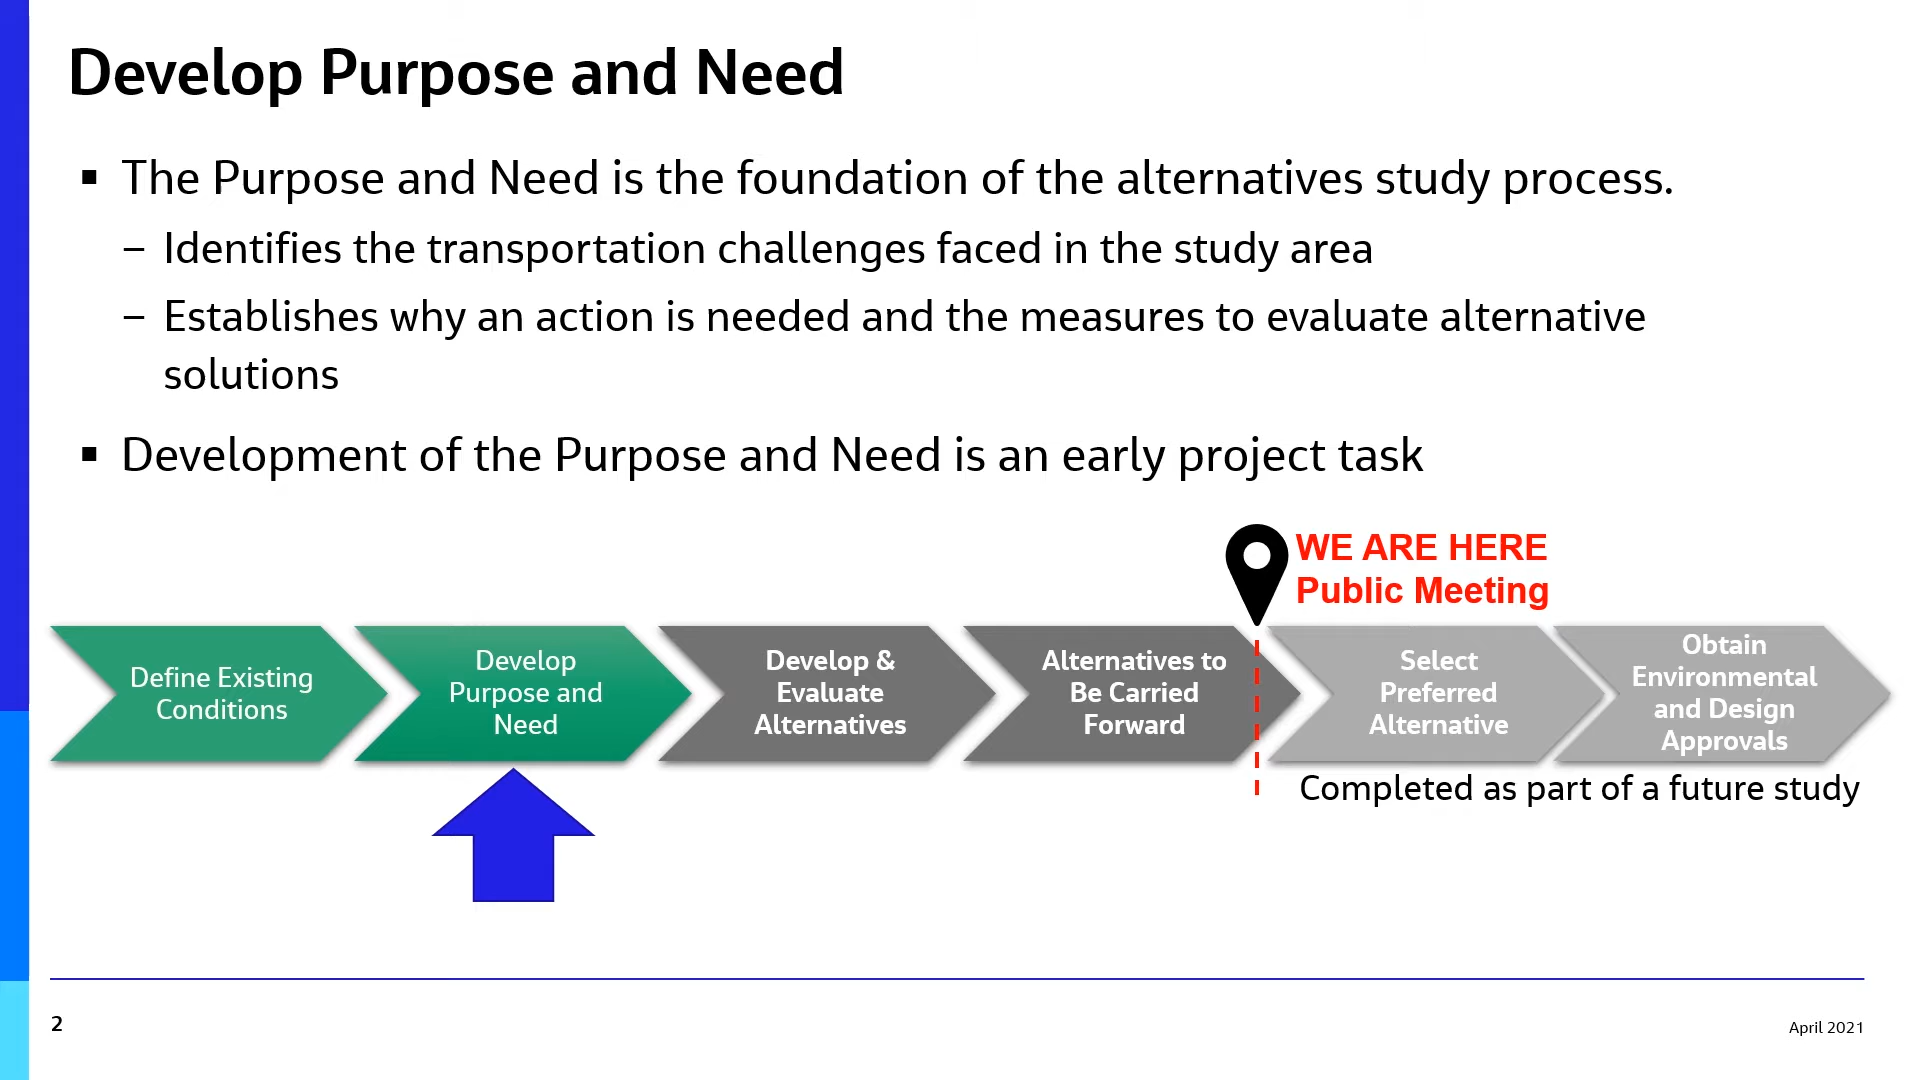 Develop Purpose and Need
▪ The Purpose and Need is the foundation of the alternatives study process.
– Identifies the transportation challenges faced in the study area
– Establishes why an action is needed and the measures to evaluate alternative
solutions
▪ Development of the Purpose and Need is an early project task
WE ARE HERE
Public Meeting
Define Existing
Conditions
Develop
Purpose and
Need
Develop &
Evaluate
Alternatives
Alternatives to
Be Carried
Forward
Select
Preferred
Alternative
Obtain
Environmental
and Design
Approvals
Completed as part of a future study
2
April 2021